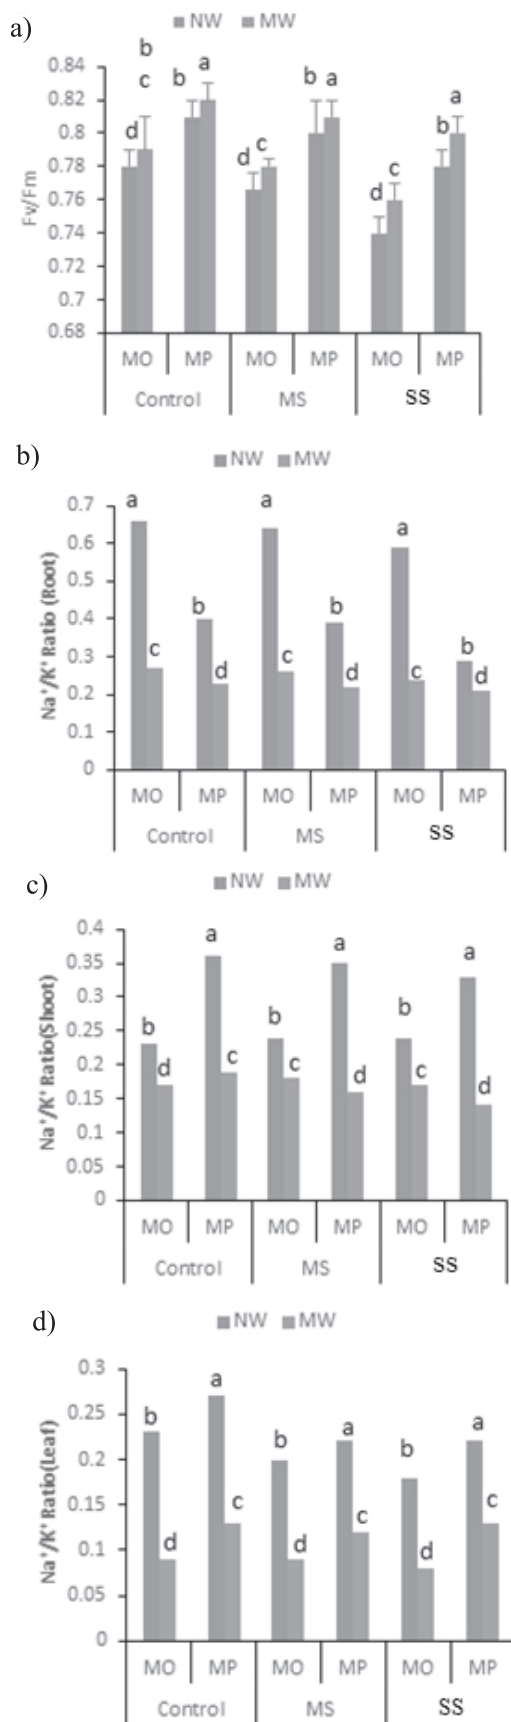 a)
NW MW
b
a
b
a
a
0.84
c
b
b
0.82
d
c
0.8
d
c
d
0.78
0.76
0.74
0.72
0.7
0.68
Fv/Fm
MO MP MO MP MO MP
Control MS SS
b)
NW MW
a a a
0.7
0.6
0.5
b b
0.4
c c b
0.3
d d c d
0.2
0.1
0
Na⁺/K⁺ Ratio (Root)
MO MP MO MP MO MP
Control MS SS
c)
NW MW
a a a
0.4
0.35
0.3
b b b
0.25
c c c
d d d
0.2
0.15
0.1
0.05
0
Na⁺/K⁺ Ratio(Shoot)
MO MP MO MP MO MP
Control MS SS
d)
NW MW
a
0.3
b a a
0.25
b b
0.2
c c c
0.15
d d d
0.1
0.05
0
Na⁺/K⁺ Ratio(Leaf)
MO MP MO MP MO MP
Control MS SS